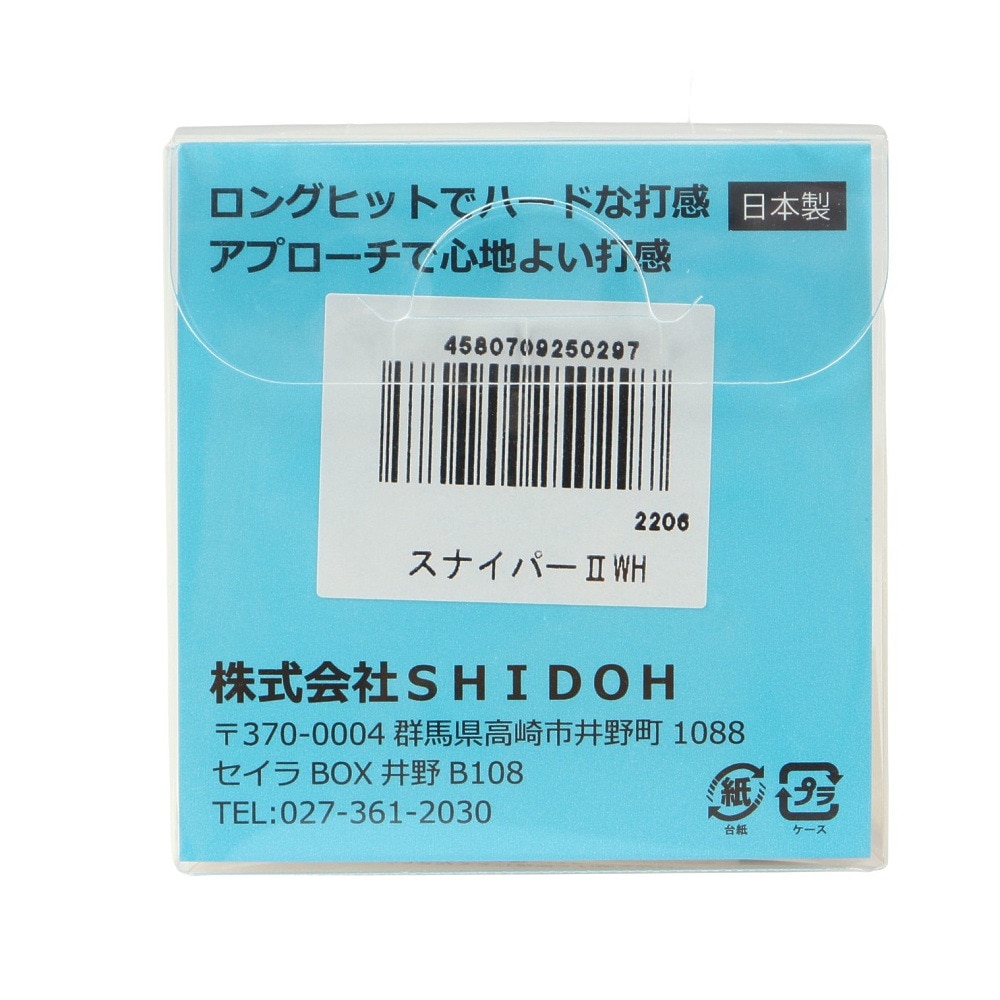 ロングヒットでハードな打感
日本製
アプローチで心地よい打感
4580709250297
2206
スナイパーⅡWH
株式会社SHIDOH
〒370-0004 群馬県高崎市井野町 1088
セイラ BOX 井野 B108
TEL:027-361-2030
紙
台紙
プラ
ケース